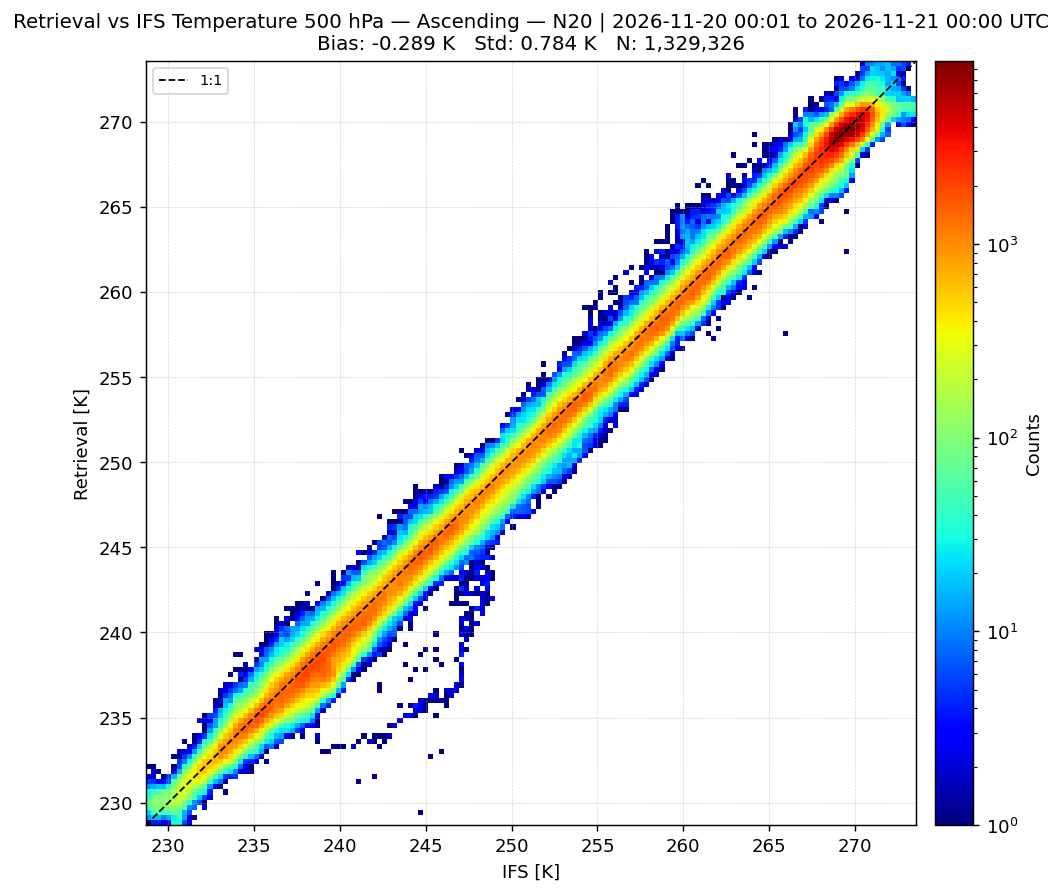 Retrieval vs IFS Temperature 500 hPa — Ascending — N20 | 2026-11-20 00:01 to 2026-11-21 00:00 UTC
Bias: -0.289 K   Std: 0.784 K   N: 1,329,326
1:1
270
265
260
255
250
245
240
235
230
Retrieval [K]
230 235 240 245 250 255 260 265 270
IFS [K]
10³
10²
10¹
10⁰
Counts